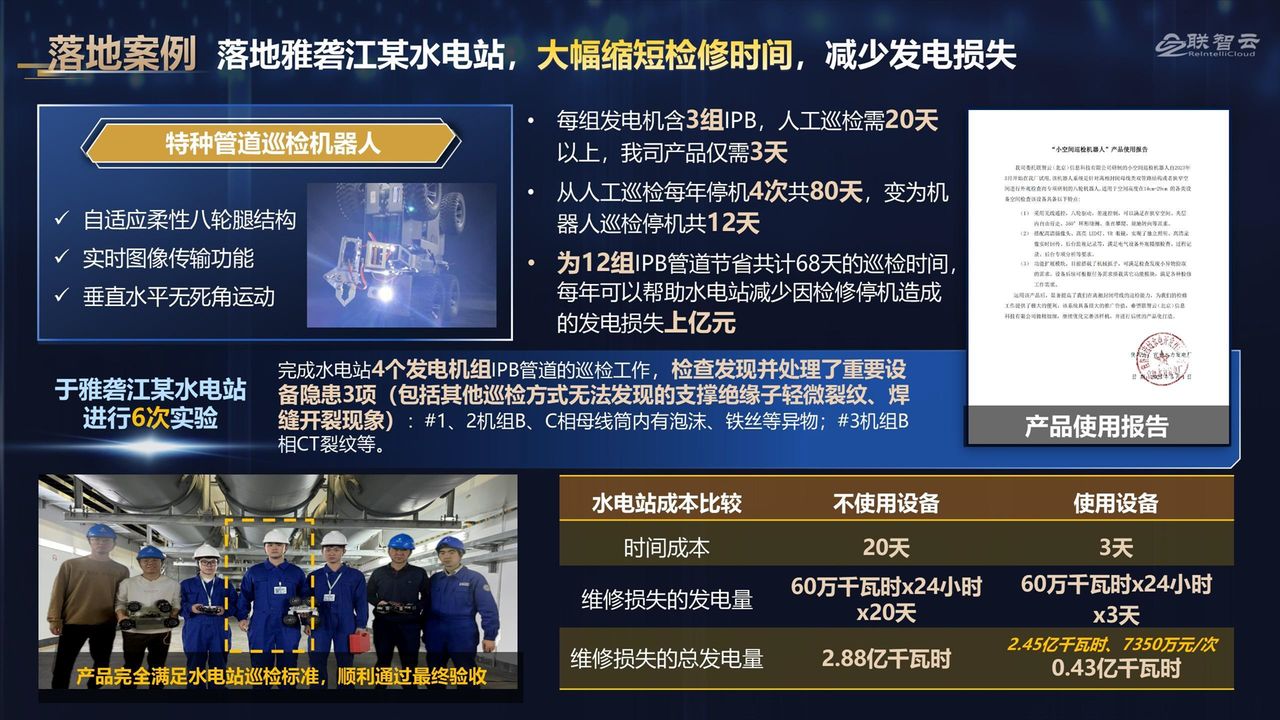 落地案例 落地雅砻江某水电站，大幅缩短检修时间，减少发电损失
联智云
ReIntelliCloud
特种管道巡检机器人
✓ 自适应柔性八轮腿结构
✓ 实时图像传输功能
✓ 垂直水平无死角运动
• 每组发电机含3组IPB，人工巡检需20天
以上，我司产品仅需3天
• 从人工巡检每年停机4次共80天，变为机
器人巡检停机共12天
• 为12组IPB管道节省共计68天的巡检时间，
每年可以帮助水电站减少因检修停机造成
的发电损失上亿元
“小空间巡检机器人”产品使用报告
产品使用报告
于雅砻江某水电站
进行6次实验
完成水电站4个发电机组IPB管道的巡检工作，检查发现并处理了重要设
备隐患3项（包括其他巡检方式无法发现的支撑绝缘子轻微裂纹、焊
缝开裂现象）：#1、2机组B、C相母线筒内有泡沫、铁丝等异物；#3机组B
相CT裂纹等。
产品完全满足水电站巡检标准，顺利通过最终验收
水电站成本比较 不使用设备 使用设备
时间成本 20天 3天
维修损失的发电量 60万千瓦时x24小时 60万千瓦时x24小时
x20天 x3天
2.45亿千瓦时、7350万元/次
维修损失的总发电量 2.88亿千瓦时 0.43亿千瓦时